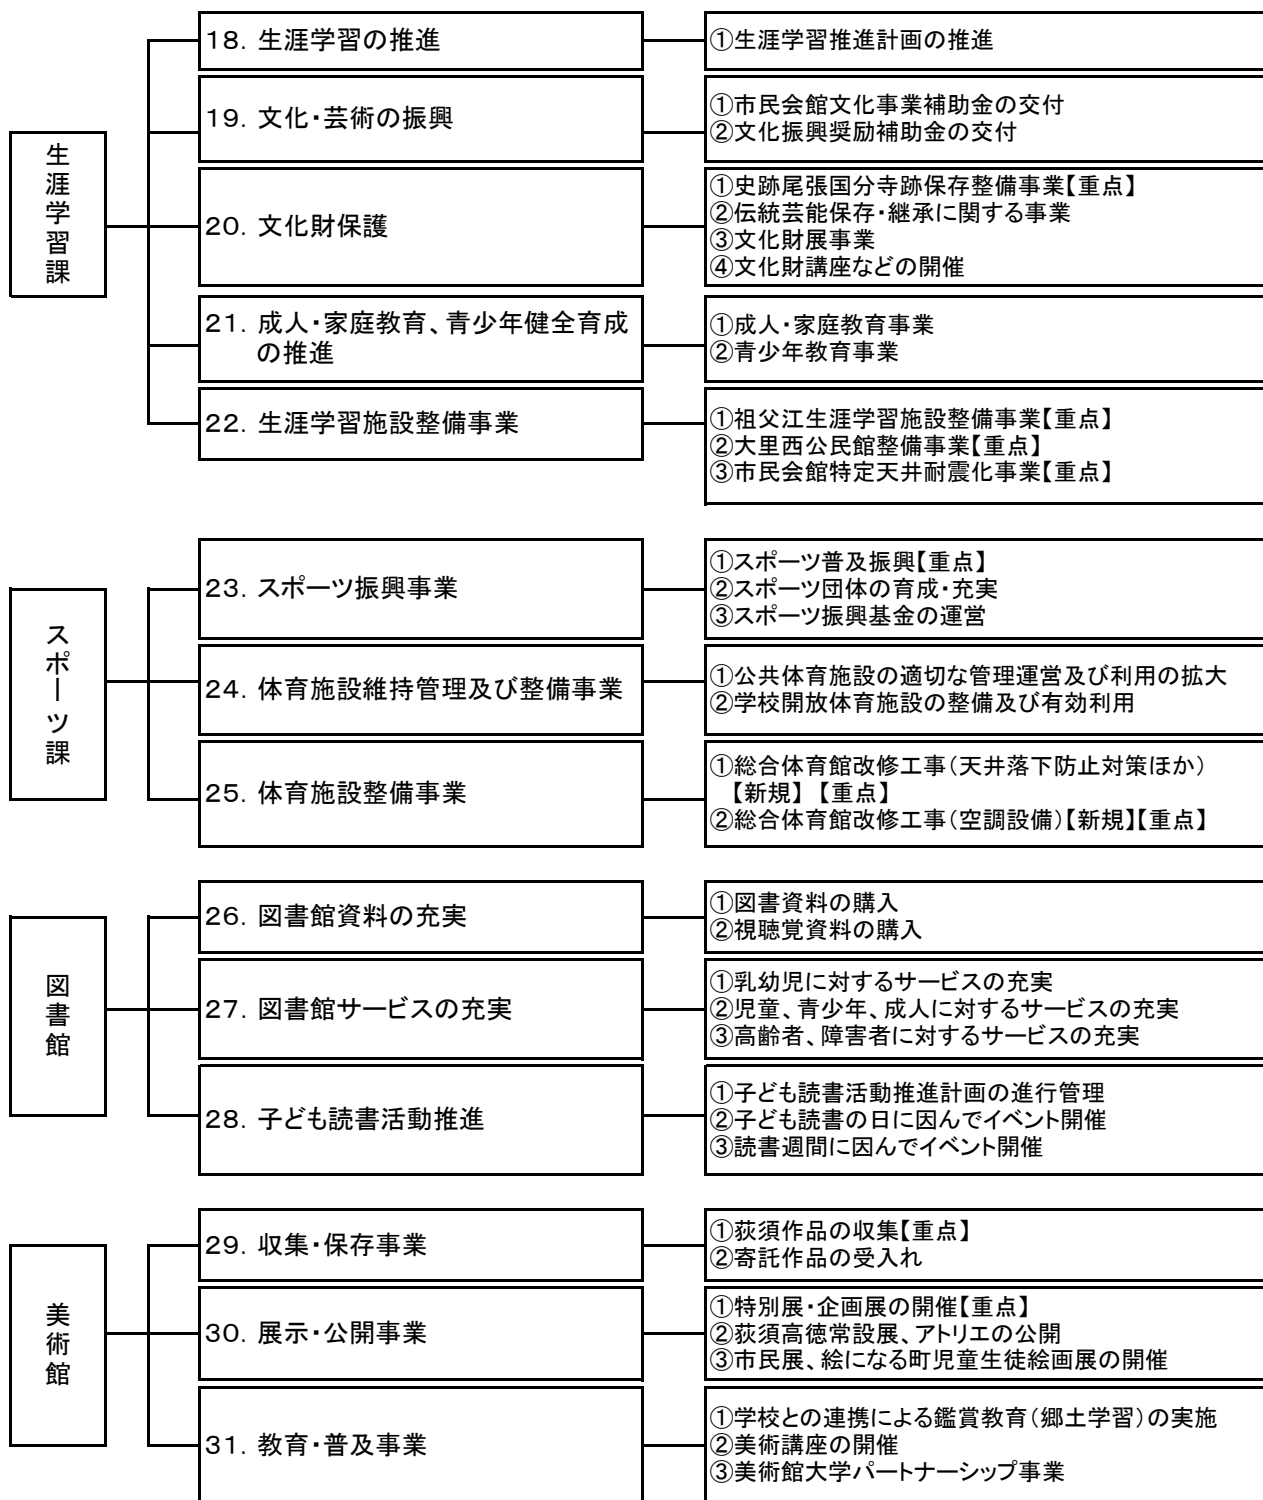 生涯学習課
18. 生涯学習の推進
①生涯学習推進計画の推進
19. 文化・芸術の振興
①市民会館文化事業補助金の交付
②文化振興奨励補助金の交付
20. 文化財保護
①史跡尾張国分寺跡保存整備事業【重点】
②伝統芸能保存・継承に関する事業
③文化財展事業
④文化財講座などの開催
21. 成人・家庭教育、青少年健全育成
の推進
①成人・家庭教育事業
②青少年教育事業
22. 生涯学習施設整備事業
①祖父江生涯学習施設整備事業【重点】
②大里西公民館整備事業【重点】
③市民会館特定天井耐震化事業【重点】
スポーツ課
23. スポーツ振興事業
①スポーツ普及振興【重点】
②スポーツ団体の育成・充実
③スポーツ振興基金の運営
24. 体育施設維持管理及び整備事業
①公共体育施設の適切な管理運営及び利用の拡大
②学校開放体育施設の整備及び有効利用
25. 体育施設整備事業
①総合体育館改修工事（天井落下防止対策ほか）
【新規】【重点】
②総合体育館改修工事（空調設備）【新規】【重点】
図書館
26. 図書館資料の充実
①図書資料の購入
②視聴覚資料の購入
27. 図書館サービスの充実
①乳幼児に対するサービスの充実
②児童、青少年、成人に対するサービスの充実
③高齢者、障害者に対するサービスの充実
28. 子ども読書活動推進
①子ども読書活動推進計画の進行管理
②子ども読書の日に因んでイベント開催
③読書週間に因んでイベント開催
美術館
29. 収集・保存事業
①荻須作品の収集【重点】
②寄託作品の受入れ
30. 展示・公開事業
①特別展・企画展の開催【重点】
②荻須高徳常設展、アトリエの公開
③市民展、絵になる町児童生徒絵画展の開催
31. 教育・普及事業
①学校との連携による鑑賞教育（郷土学習）の実施
②美術講座の開催
③美術館大学パートナーシップ事業